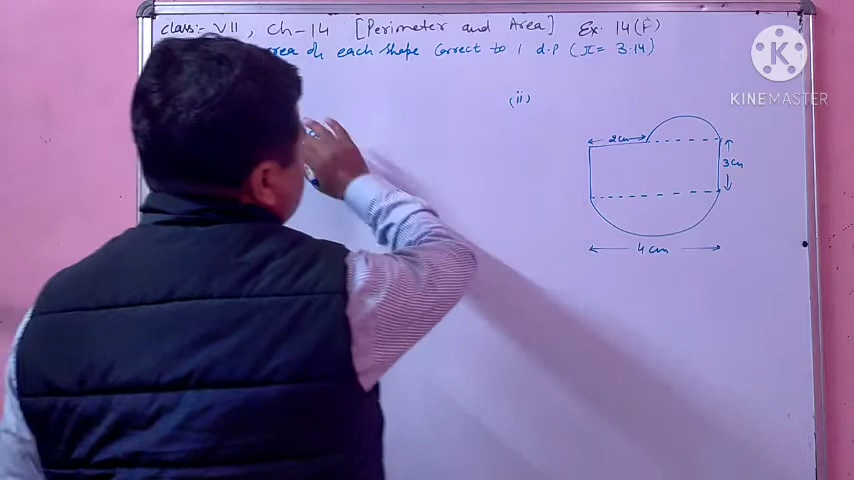 Class:- VII, Ch-14 [Perimeter and Area] Ex. 14(F)
area of each shape correct to 1 d.p (π = 3.14)
(ii)
K
KINEMASTER
2cm
3cm
4 cm